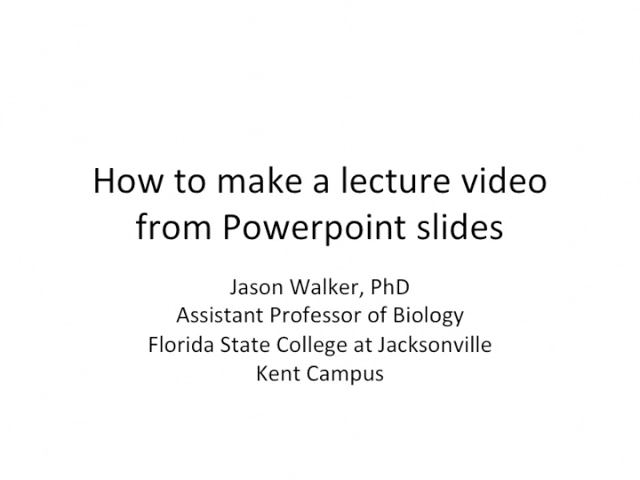 How to make a lecture video
from Powerpoint slides
Jason Walker, PhD
Assistant Professor of Biology
Florida State College at Jacksonville
Kent Campus